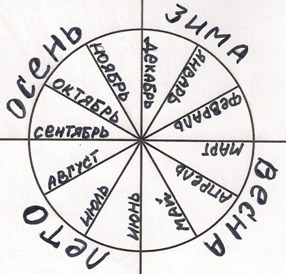 ЗИМА
ДЕКАБРЬ
ЯНВАРЬ
ФЕВРАЛЬ
ВЕСНА
МАРТ
АПРЕЛЬ
МАЙ
ЛЕТО
ИЮНЬ
ИЮЛЬ
АВГУСТ
ОСЕНЬ
СЕНТЯБРЬ
ОКТЯБРЬ
НОЯБРЬ